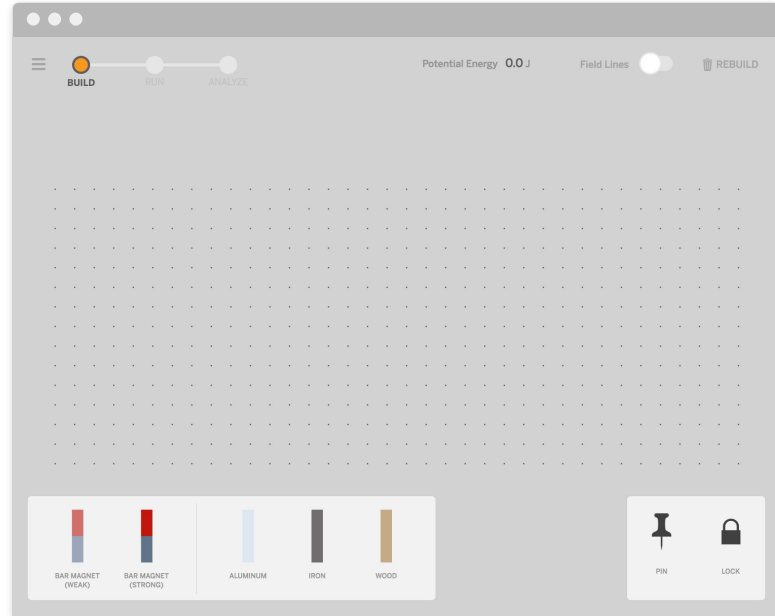 Potential Energy 0.0 J
Field Lines
REBUILD
BUILD
RUN
ANALYZE
BAR MAGNET
(WEAK)
BAR MAGNET
(STRONG)
ALUMINUM
IRON
WOOD
PIN
LOCK